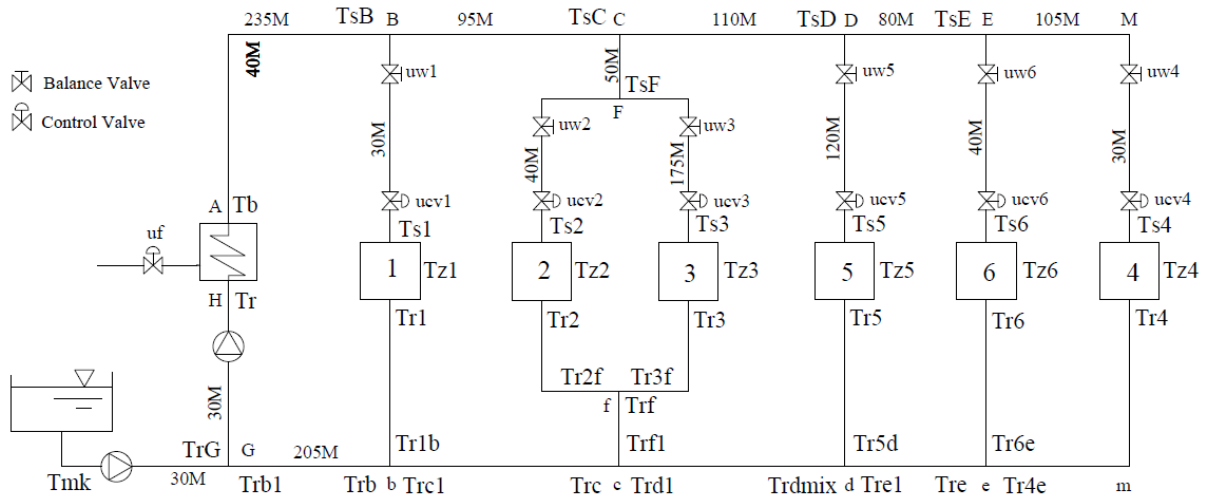 235M TsB B 95M TsC C 110M TsD D 80M TsE E 105M M
40M
Balance Valve
Control Valve
uw1
50M
TsF
F
uw5
uw6
uw4
uw2
uw3
30M
40M
175M
120M
40M
30M
A Tb
ucv1
ucv2
ucv3
ucv5
ucv6
ucv4
uf
Ts1
Ts2
Ts3
Ts5
Ts6
Ts4
1 Tz1
2 Tz2
3 Tz3
5 Tz5
6 Tz6
4 Tz4
H Tr
Tr1
Tr2
Tr3
Tr5
Tr6
Tr4
30M
Tr2f Tr3f
f Trf
TrG G 205M
Tr1b
Trf1
Tr5d
Tr6e
Tmk 30M Trb1
Trb b Trc1
Trc c Trd1
Trdmix d Tre1
Tre e Tr4e
m